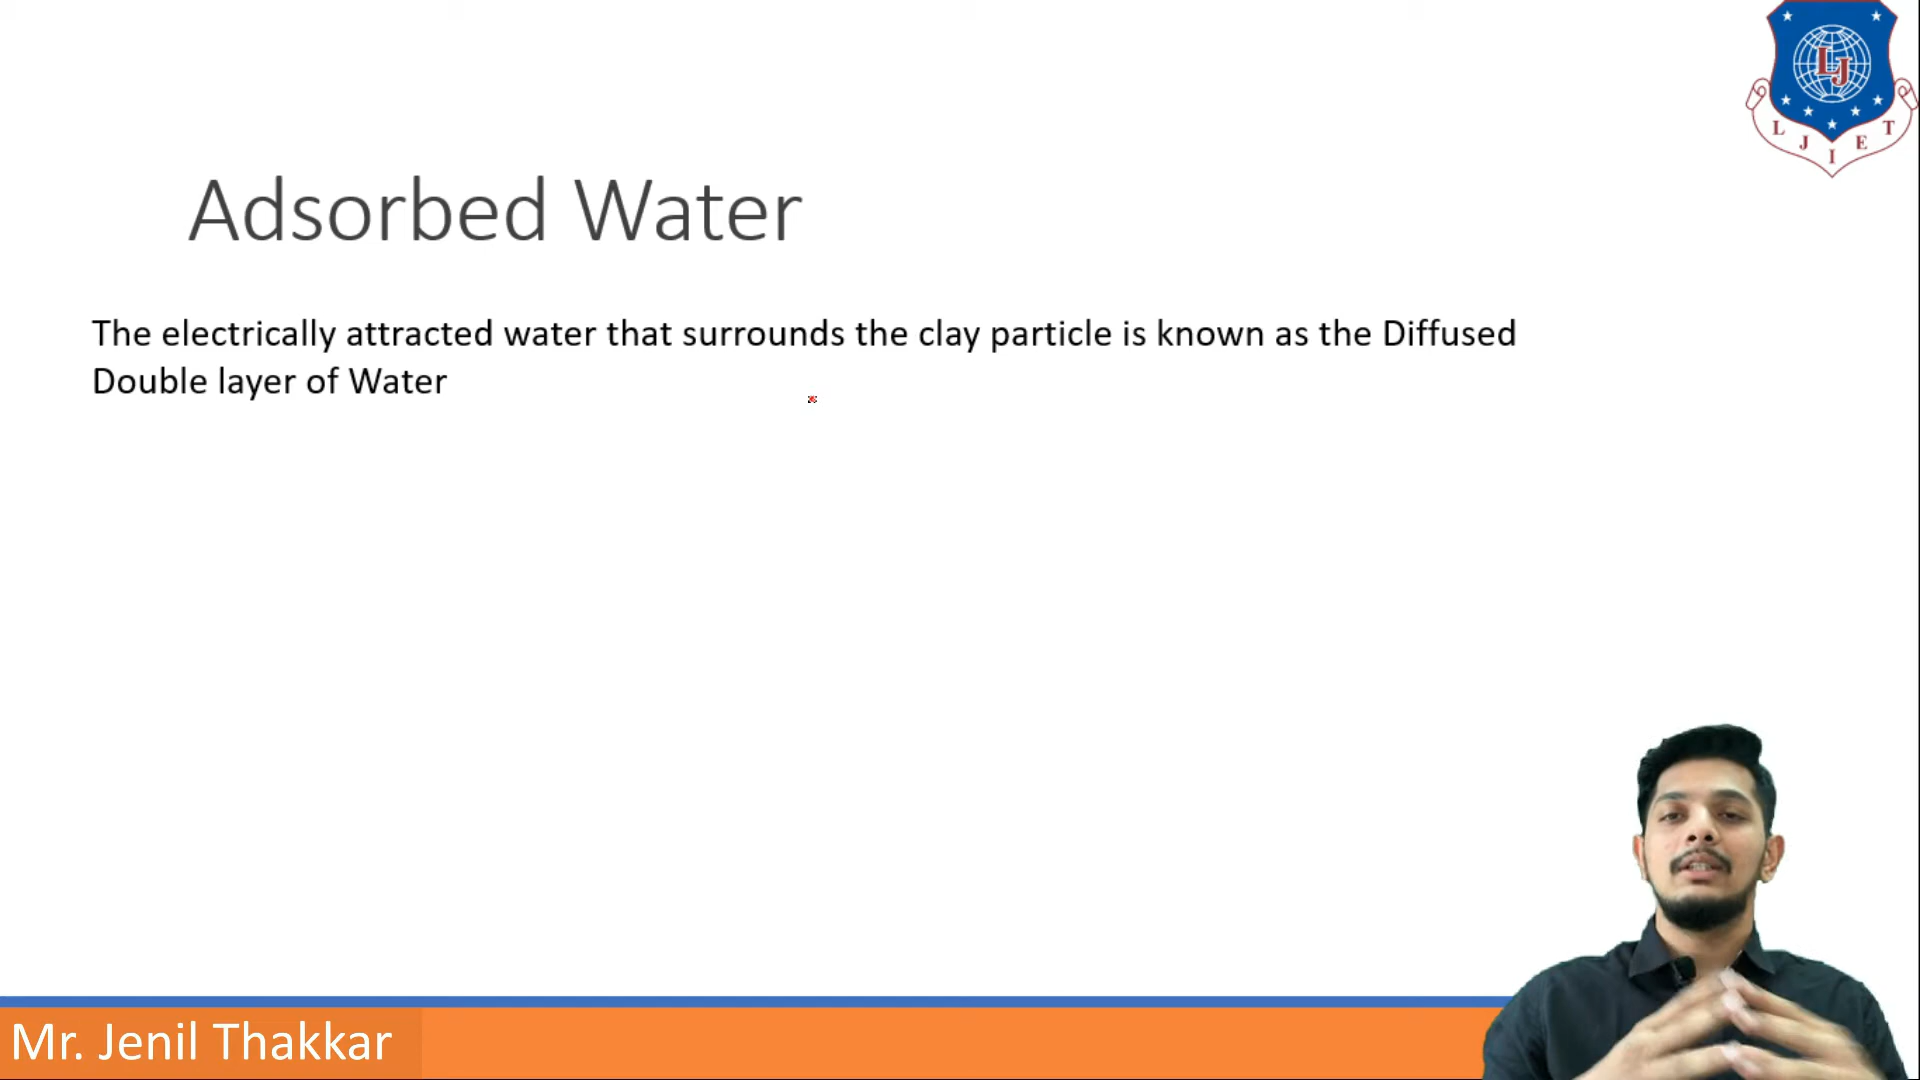 LJ
L J I E T
Adsorbed Water
The electrically attracted water that surrounds the clay particle is known as the Diffused
Double layer of Water
Mr. Jenil Thakkar